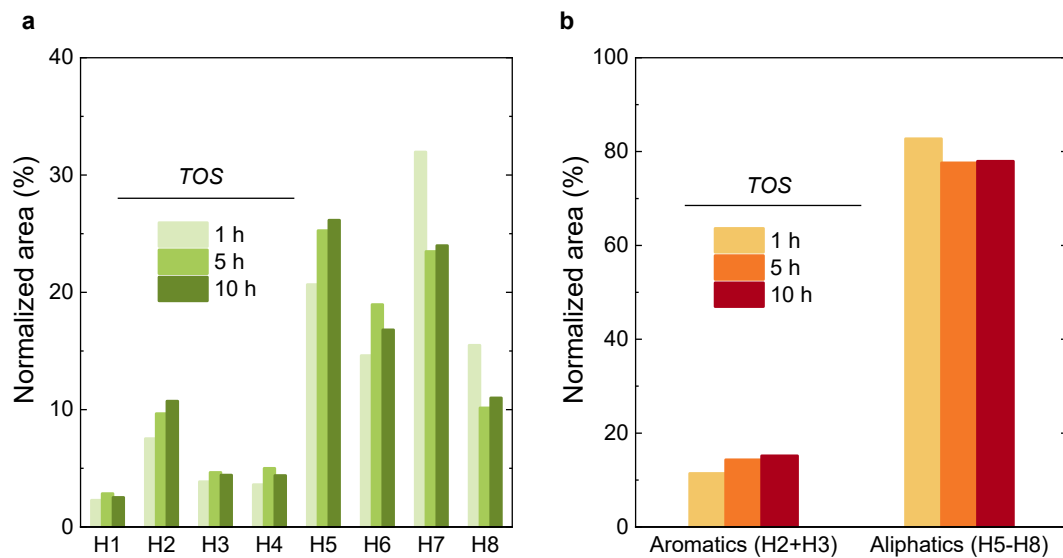 a
Normalized area (%)
40
30
20
10
0
TOS
1 h
5 h
10 h
H1 H2 H3 H4 H5 H6 H7 H8
b
Normalized area (%)
100
80
60
40
20
0
TOS
1 h
5 h
10 h
Aromatics (H2+H3) Aliphatics (H5-H8)